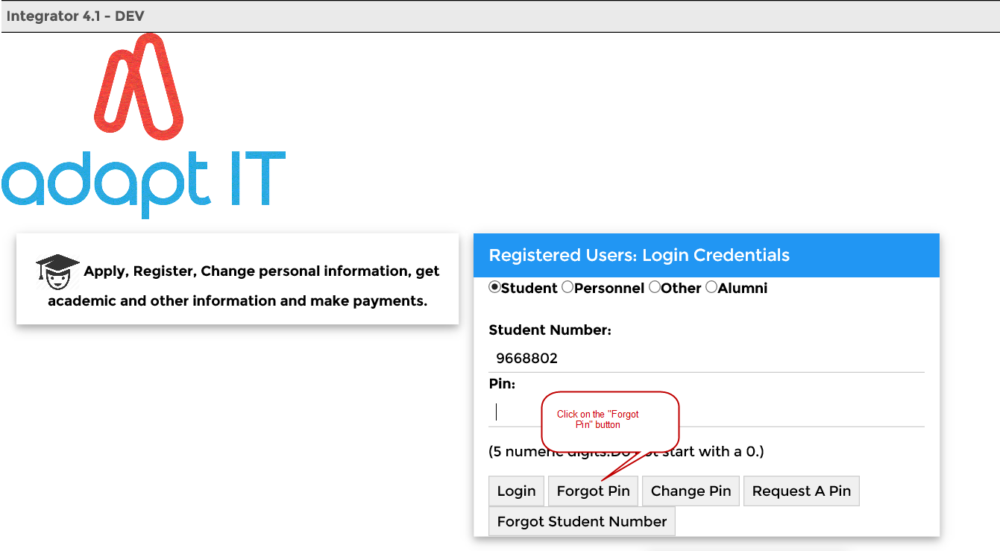 Integrator 4.1 - DEV
adapt IT
Apply, Register, Change personal information, get
academic and other information and make payments.
Registered Users: Login Credentials
Student Personnel Other Alumni
Student Number:
9668802
Pin:
Click on the "Forgot
Pin" button
(5 numeric digits.Do not start with a 0.)
Login Forgot Pin Change Pin Request A Pin
Forgot Student Number